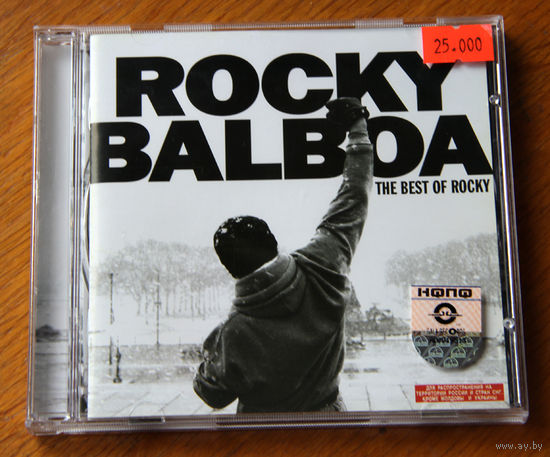 25.000
ROCKY
BALBOA
THE BEST OF ROCKY
ДЛЯ РАСПРОСТРАНЕНИЯ НА
ТЕРРИТОРИИ РОССИИ И СТРАН СНГ,
КРОМЕ МОЛДОВЫ И УКРАИНЫ
www.ay.by